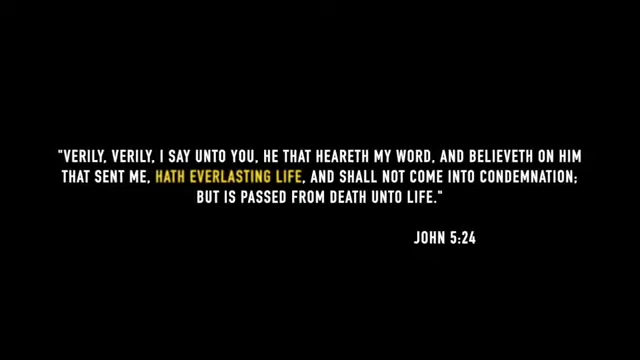 "VERILY, VERILY, I SAY UNTO YOU, HE THAT HEARETH MY WORD, AND BELIEVETH ON HIM
THAT SENT ME, HATH EVERLASTING LIFE, AND SHALL NOT COME INTO CONDEMNATION;
BUT IS PASSED FROM DEATH UNTO LIFE."
JOHN 5:24